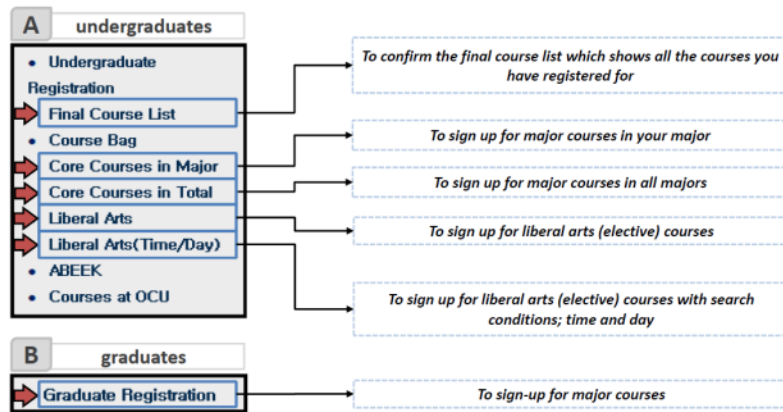 A undergraduates
• Undergraduate
Registration
Final Course List
• Course Bag
Core Courses in Major
Core Courses in Total
Liberal Arts
Liberal Arts(Time/Day)
• ABEEK
• Courses at OCU
To confirm the final course list which shows all the courses you
have registered for
To sign up for major courses in your major
To sign up for major courses in all majors
To sign up for liberal arts (elective) courses
To sign up for liberal arts (elective) courses with search
conditions; time and day
B graduates
Graduate Registration
To sign-up for major courses